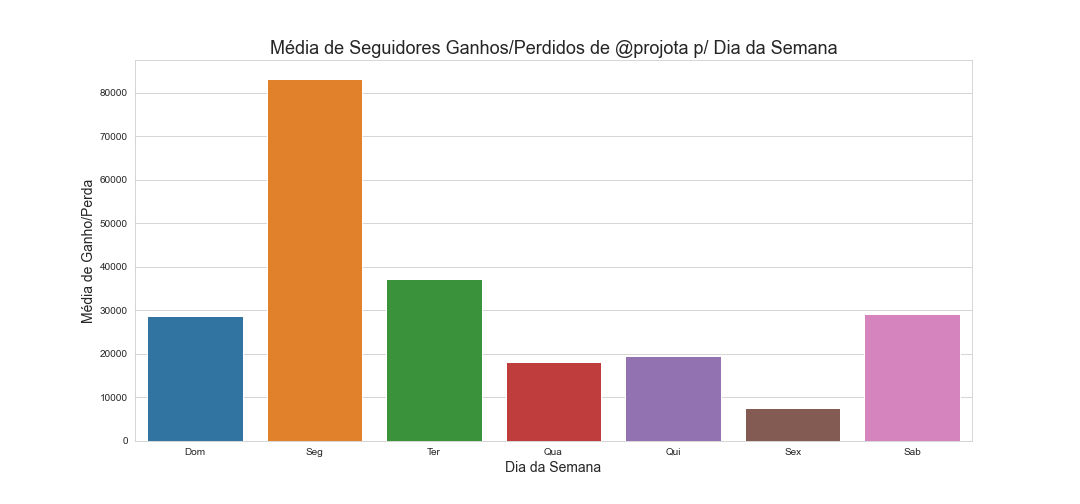 Média de Seguidores Ganhos/Perdidos de @projota p/ Dia da Semana
Média de Ganho/Perda
80000
70000
60000
50000
40000
30000
20000
10000
0
Dom Seg Ter Qua Qui Sex Sab
Dia da Semana